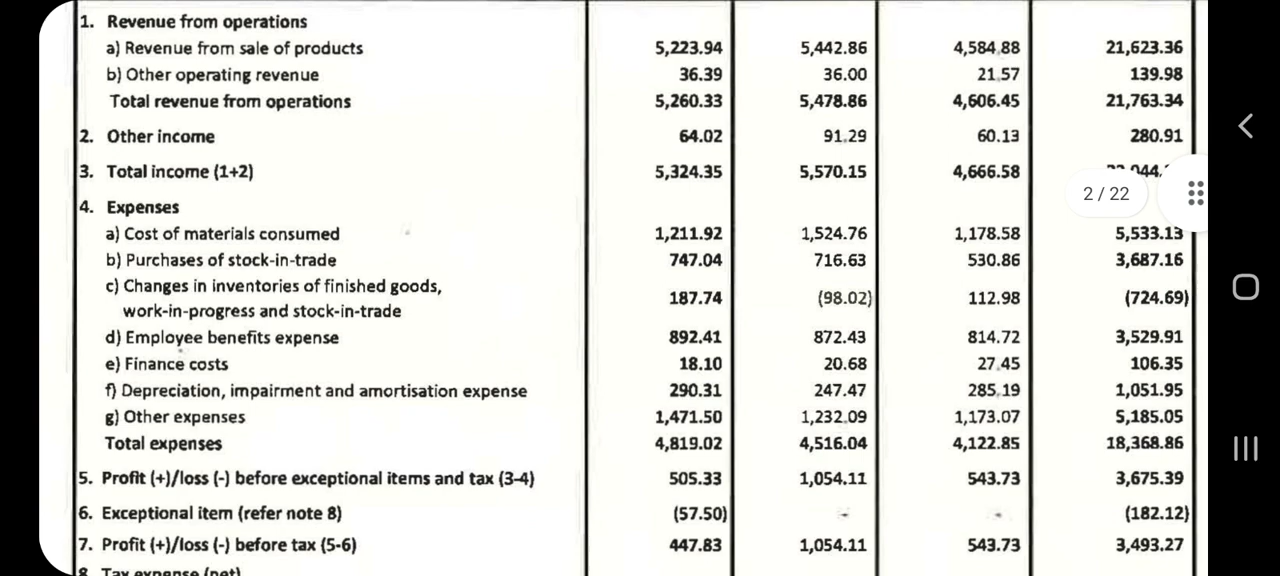 1. Revenue from operations
a) Revenue from sale of products 5,223.94 5,442.86 4,584.88 21,623.36
b) Other operating revenue 36.39 36.00 21.57 139.98
Total revenue from operations 5,260.33 5,478.86 4,606.45 21,763.34
2. Other income 64.02 91.29 60.13 280.91
3. Total income (1+2) 5,324.35 5,570.15 4,666.58
2 / 22
4. Expenses
a) Cost of materials consumed 1,211.92 1,524.76 1,178.58 5,533.13
b) Purchases of stock-in-trade 747.04 716.63 530.86 3,687.16
c) Changes in inventories of finished goods,
work-in-progress and stock-in-trade 187.74 (98.02) 112.98 (724.69)
d) Employee benefits expense 892.41 872.43 814.72 3,529.91
e) Finance costs 18.10 20.68 27.45 106.35
f) Depreciation, impairment and amortisation expense 290.31 247.47 285.19 1,051.95
g) Other expenses 1,471.50 1,232.09 1,173.07 5,185.05
Total expenses 4,819.02 4,516.04 4,122.85 18,368.86
5. Profit (+)/loss (-) before exceptional items and tax (3-4) 505.33 1,054.11 543.73 3,675.39
6. Exceptional item (refer note 8) (57.50) - - (182.12)
7. Profit (+)/loss (-) before tax (5-6) 447.83 1,054.11 543.73 3,493.27
8. Tax expense (net)